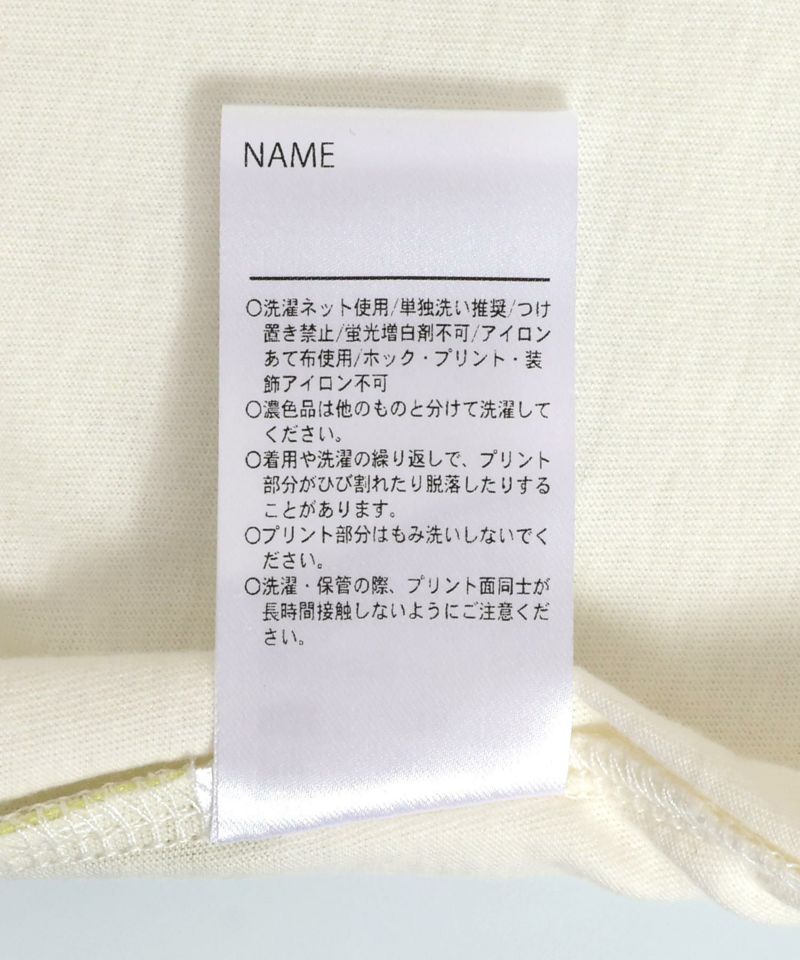 NAME
○洗濯ネット使用/単独洗い推奨/つけ
置き禁止/蛍光増白剤不可/アイロン
あて布使用/ホック・プリント・装
飾アイロン不可
○濃色品は他のものと分けて洗濯して
ください。
○着用や洗濯の繰り返しで、プリント
部分がひび割れたり脱落したりする
ことがあります。
○プリント部分はもみ洗いしないでく
ださい。
○洗濯・保管の際、プリント面同士が
長時間接触しないようにご注意くだ
さい。